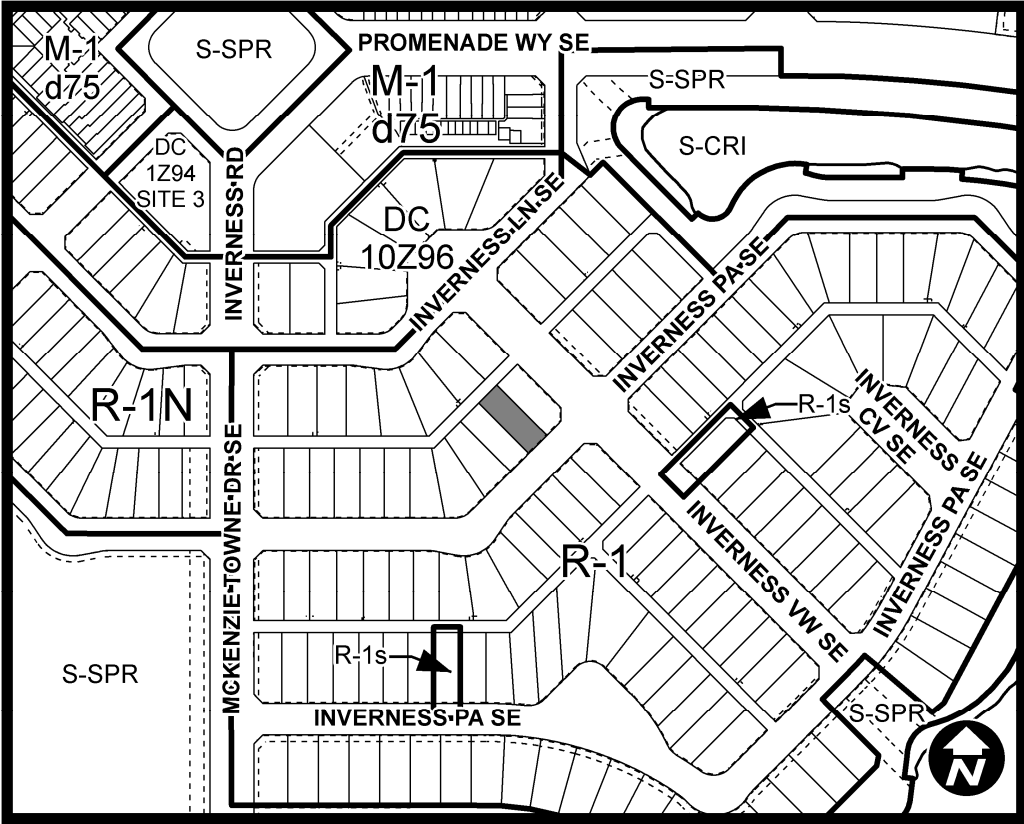 PROMENADE WY SE
M-1
d75
S-SPR
M-1
d75
S-SPR
S-CRI
DC
1Z94
SITE 3
INVERNESS RD
DC
10Z96
INVERNESS LN SE
INVERNESS PA SE
R-1N
R-1s
INVERNESS
CV SE
MCKENZIE TOWNE DR SE
INVERNESS PA SE
INVERNESS VW SE
R-1
R-1s
S-SPR
INVERNESS PA SE
S-SPR
N